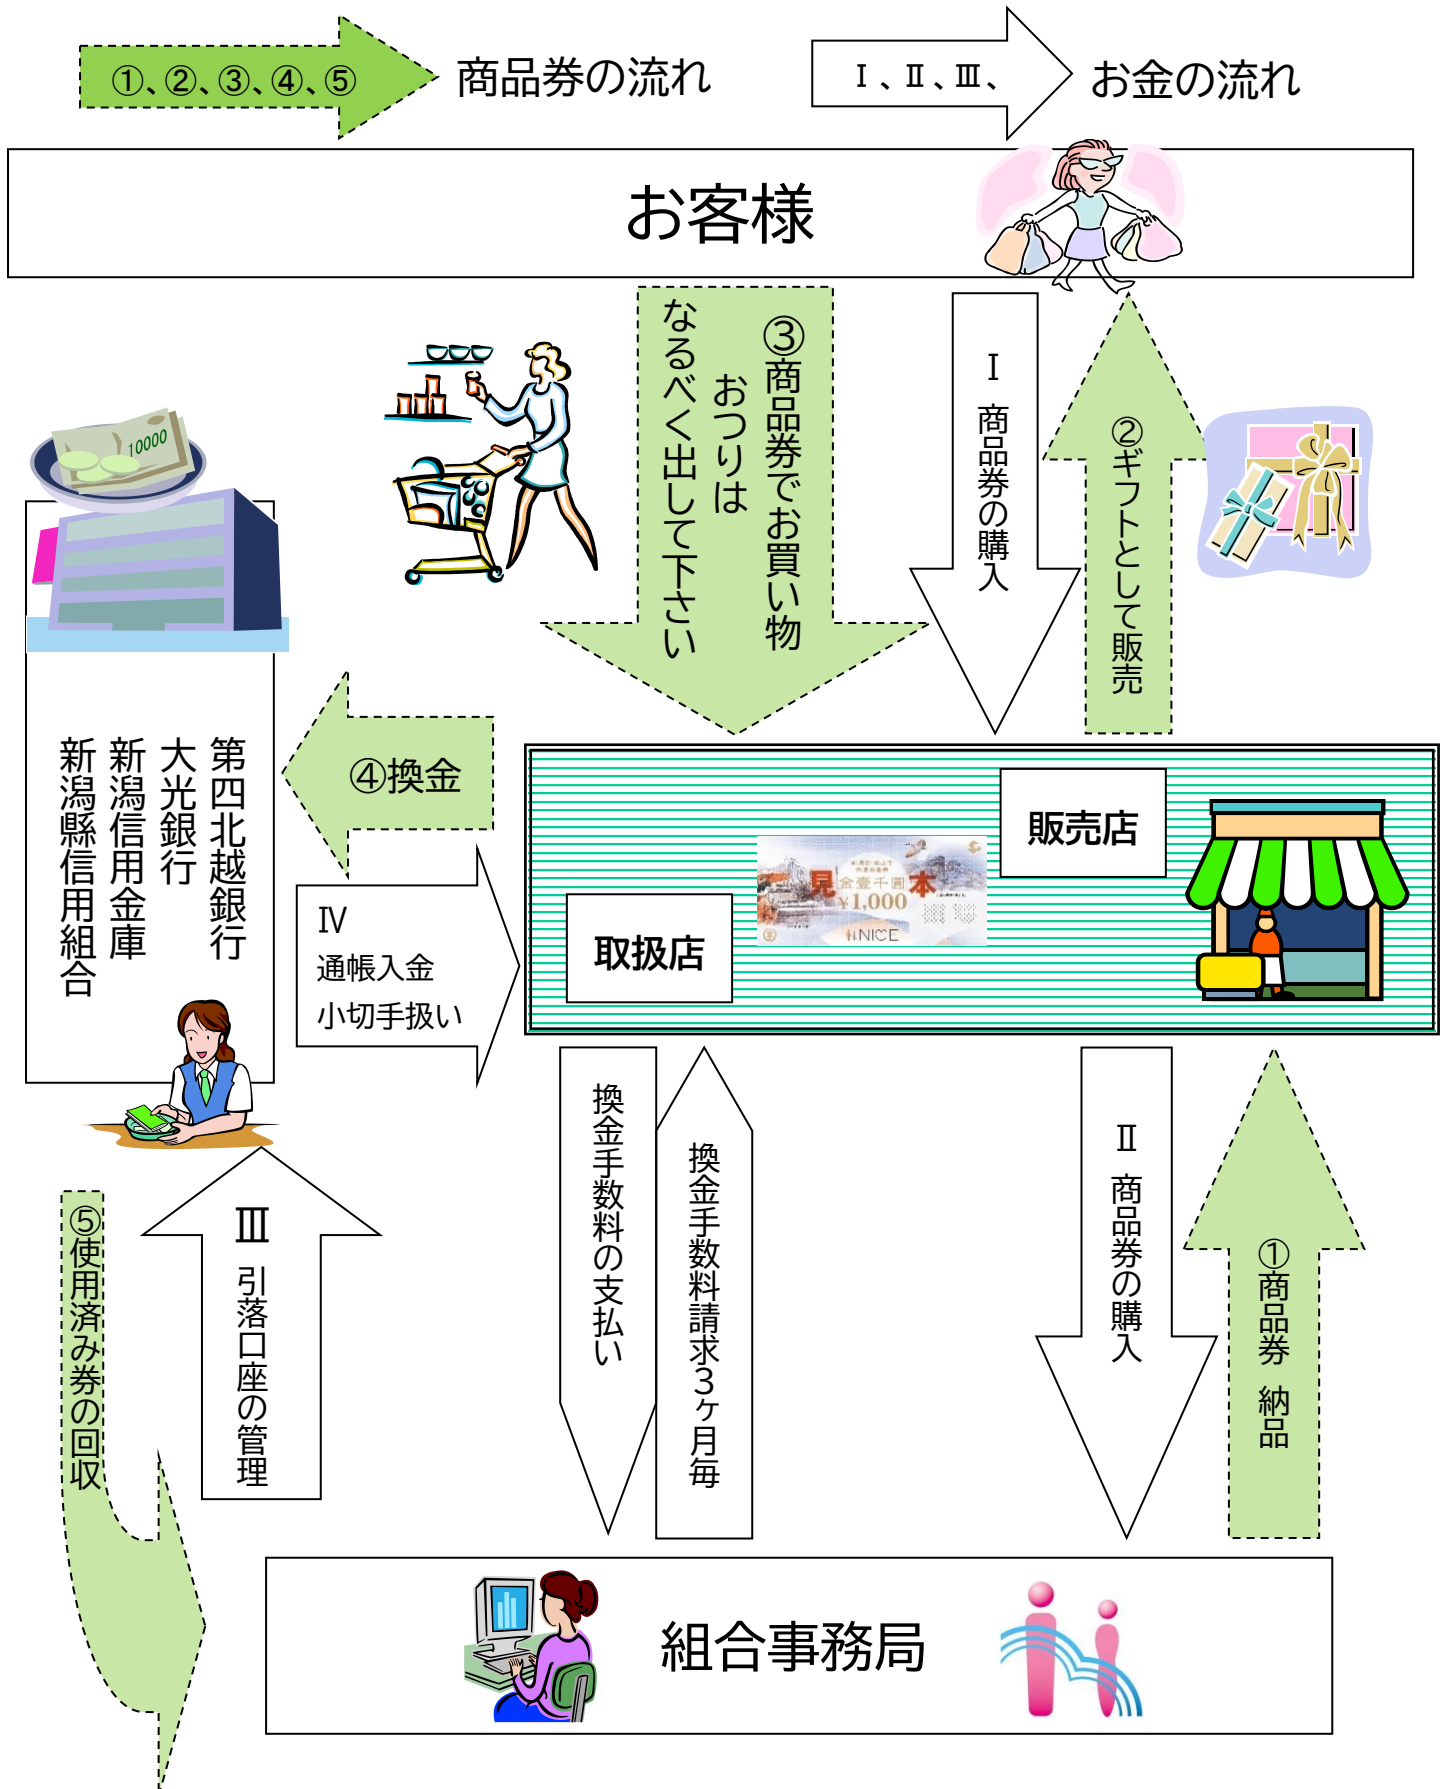 ①、②、③、④、⑤
商品券の流れ
Ⅰ、Ⅱ、Ⅲ、
お金の流れ
お客様
③商品券でお買い物
おつりは
なるべく出して下さい
Ⅰ 商品券の購入
②ギフトとして販売
10000
第四北越銀行
大光銀行
新潟信用金庫
新潟縣信用組合
④換金
Ⅳ
通帳入金
小切手扱い
販売店
取扱店
見本
金壹千圓
¥1,000
NICE
換金手数料の支払い
換金手数料請求3ヶ月毎
Ⅱ 商品券の購入
①商品券 納品
Ⅲ 引落口座の管理
⑤使用済み券の回収
組合事務局